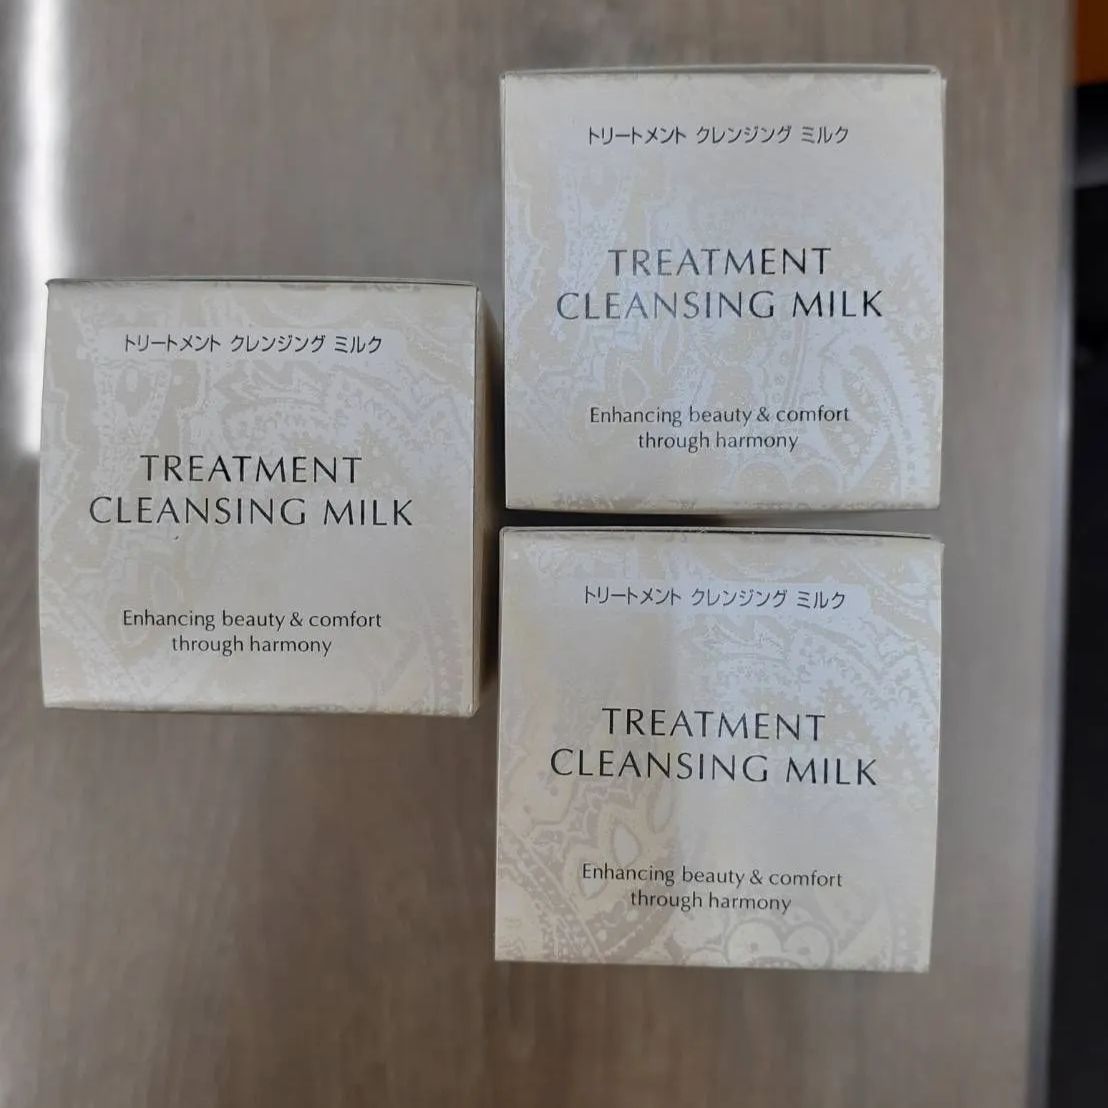 トリートメント クレンジング ミルク
TREATMENT
CLEANSING MILK
Enhancing beauty & comfort
through harmony
トリートメント クレンジング ミルク
TREATMENT
CLEANSING MILK
Enhancing beauty & comfort
through harmony
トリートメント クレンジング ミルク
TREATMENT
CLEANSING MILK
Enhancing beauty & comfort
through harmony